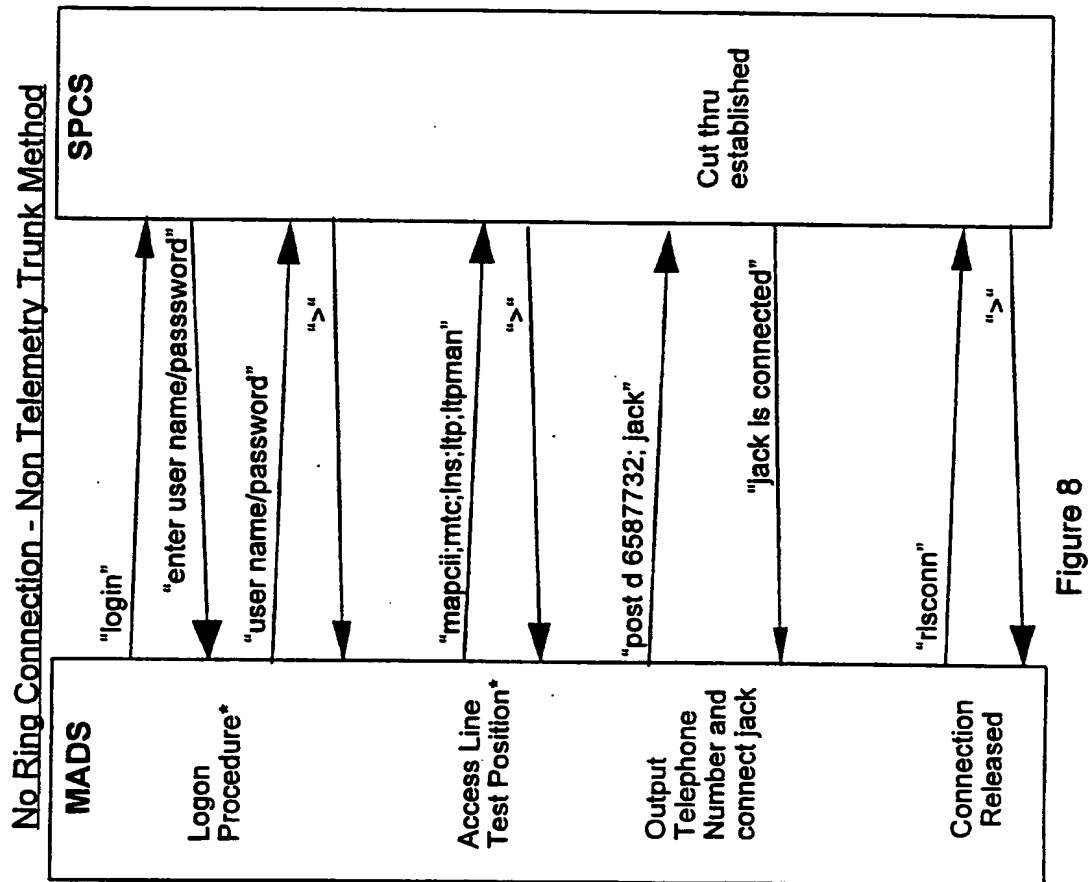 No Ring Connection - Non Telemetry Trunk Method
MADS
SPCS
Logon
Procedure*
"login"
"enter user name/passsword"
"user name/password"
">"
Access Line
Test Position*
"mapcii;mtc;lns;ltp;ltpman"
">"
Output
Telephone
Number and
connect jack
"post d 6587732; jack"
Cut thru
established
"jack is connected"
Connection
Released
"rlsconn"
">"
Figure 8